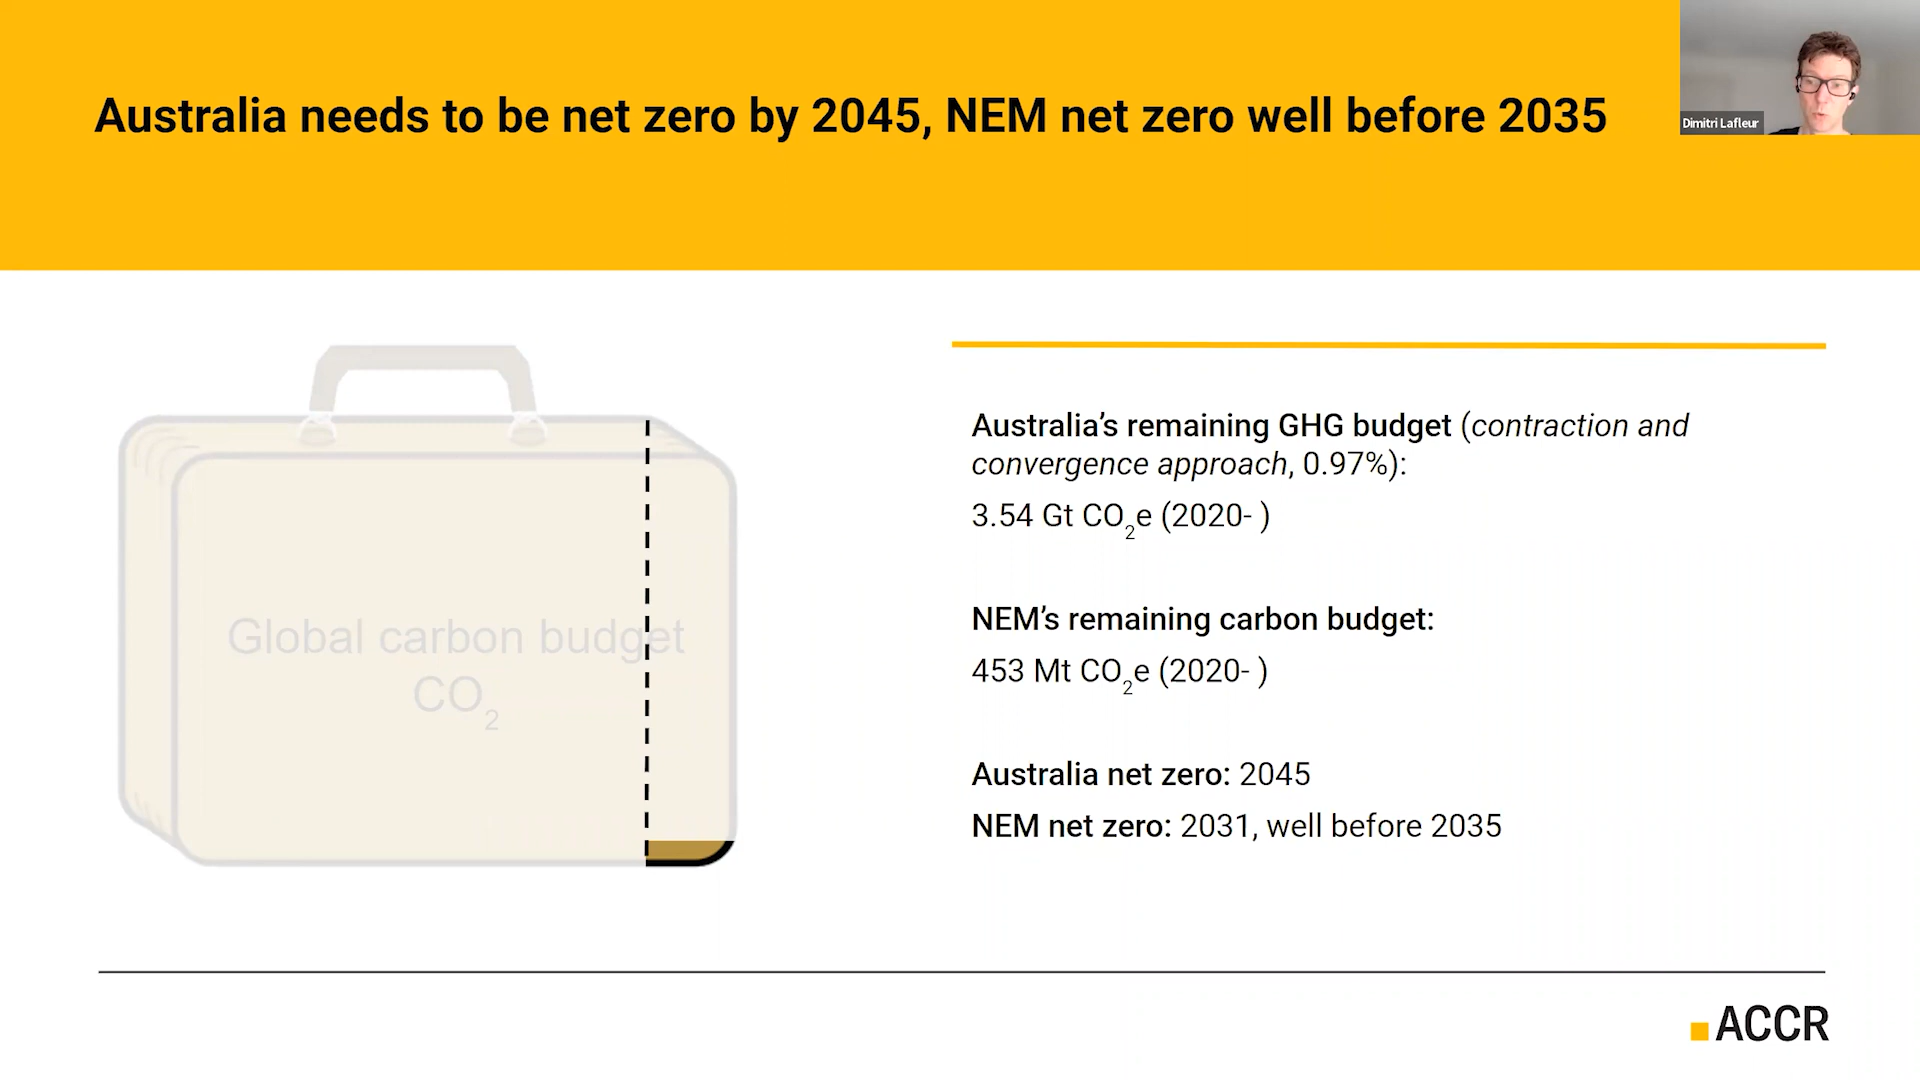 Australia needs to be net zero by 2045, NEM net zero well before 2035
Dimitri Lafleur
Global carbon budget
CO2
Australia's remaining GHG budget (contraction and
convergence approach, 0.97%):
3.54 Gt CO2e (2020- )
NEM's remaining carbon budget:
453 Mt CO2e (2020- )
Australia net zero: 2045
NEM net zero: 2031, well before 2035
ACCR